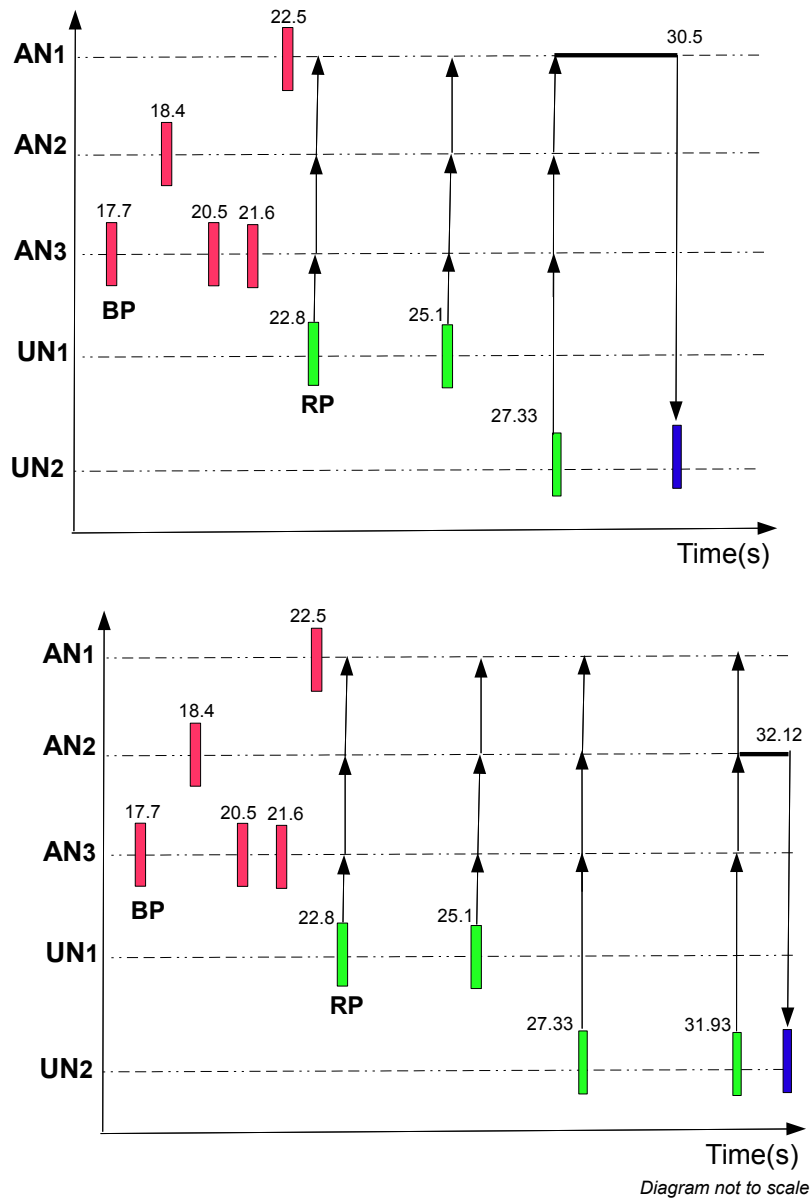 22.5
AN1
30.5
18.4
AN2
17.7
20.5
21.6
AN3
BP
22.8
25.1
UN1
RP
27.33
UN2
Time(s)
22.5
AN1
18.4
32.12
AN2
17.7
20.5
21.6
AN3
BP
22.8
25.1
UN1
RP
27.33
31.93
UN2
Time(s)
Diagram not to scale